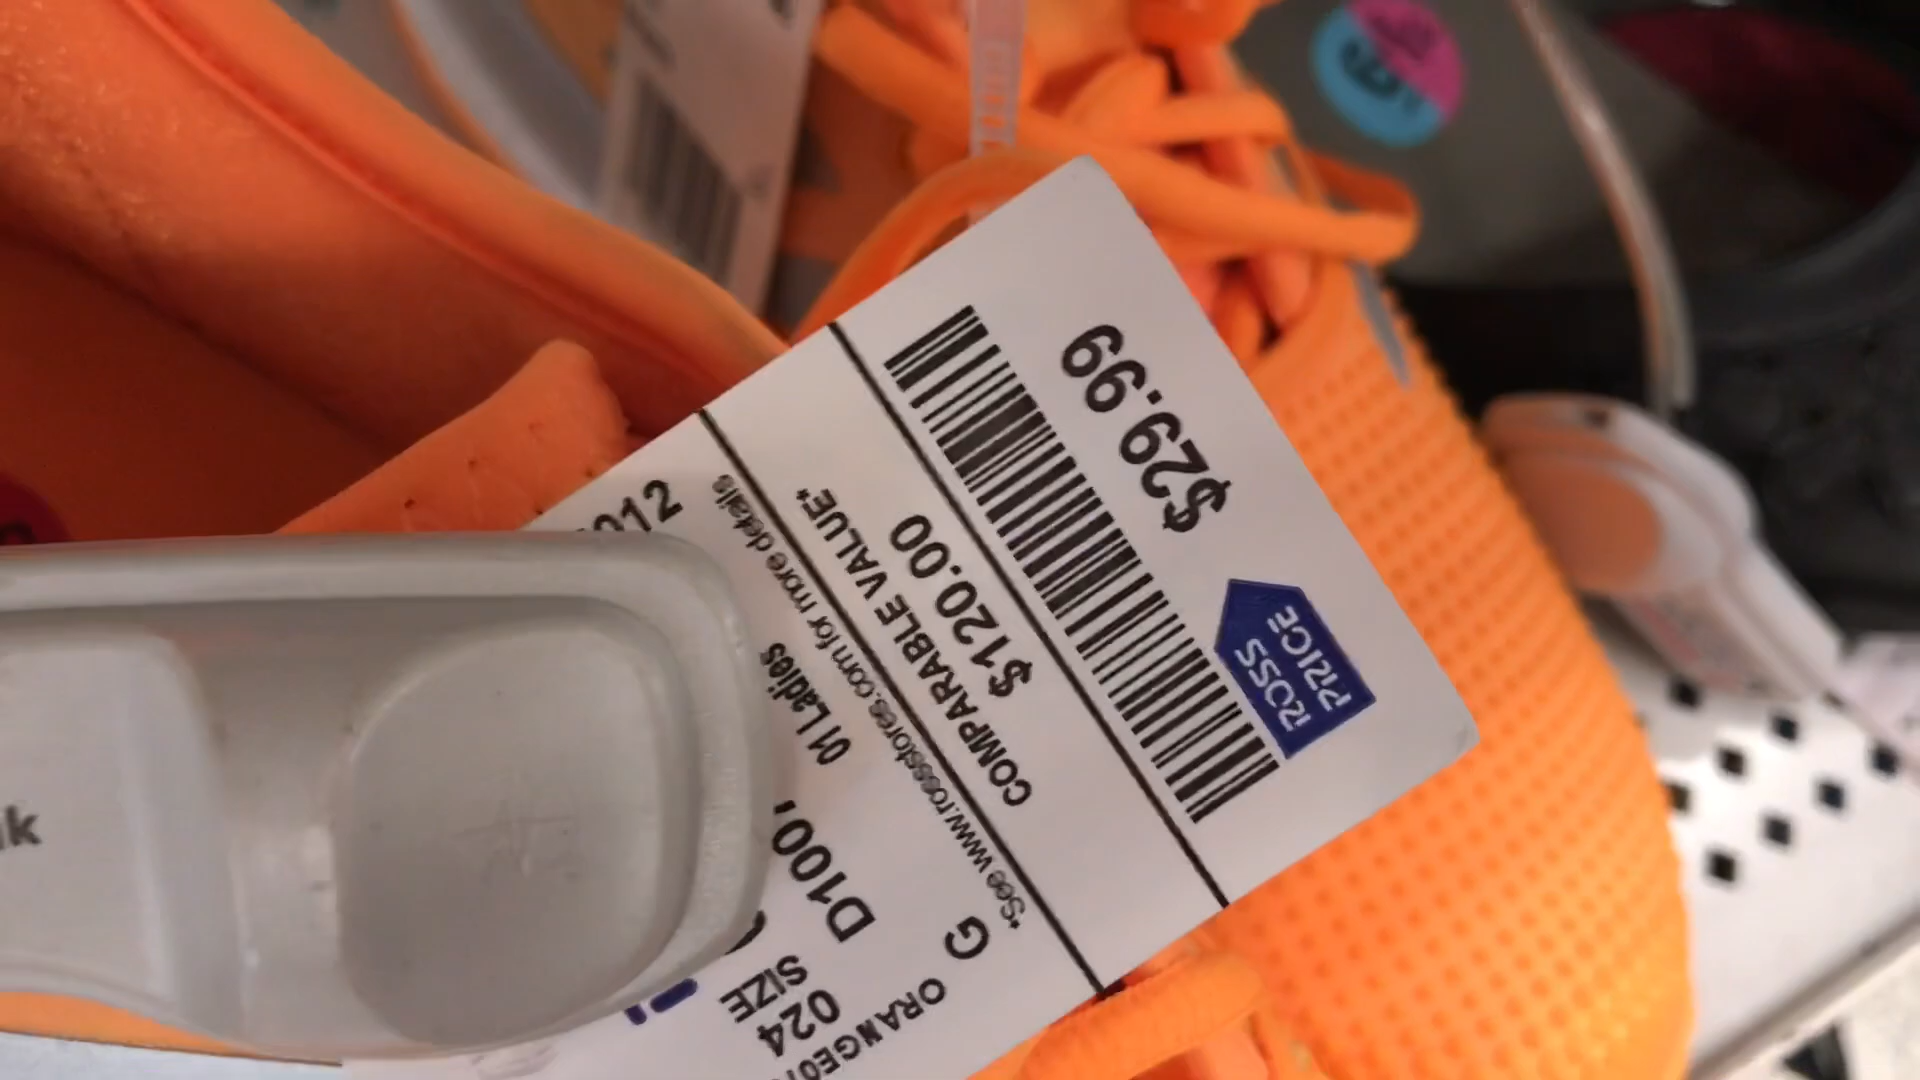 ORANGE
G
024
SIZE
D100
01 Ladies
012
*See www.rossstores.com for more details
COMPARABLE VALUE*
$120.00
ROSS
PRICE
$29.99